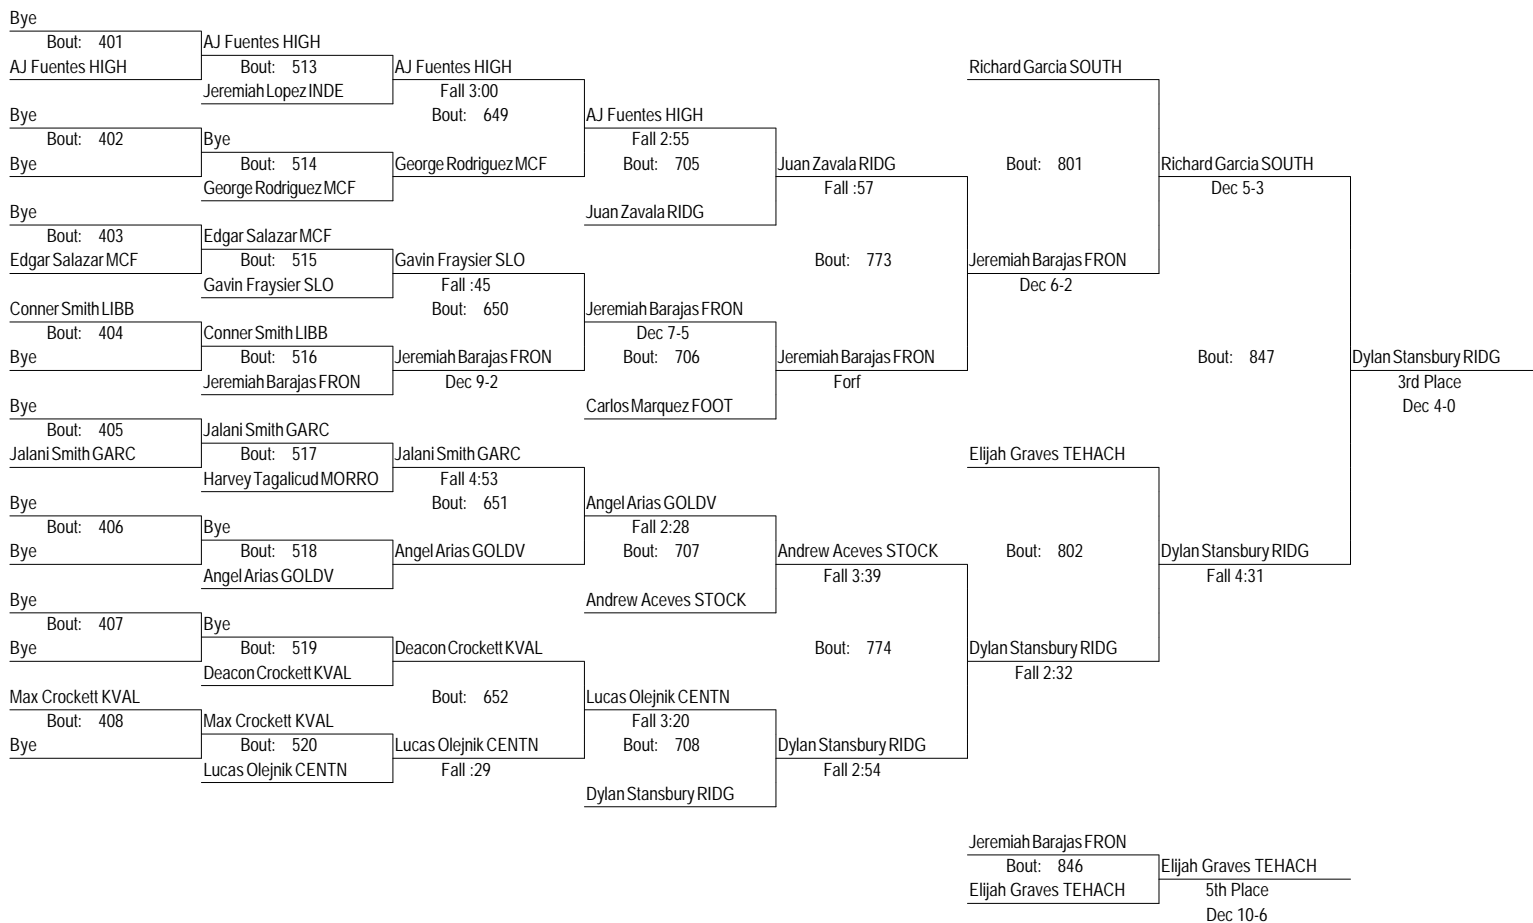 Bye
Bout: 401
AJ Fuentes HIGH
Bye
Bout: 402
Bye
Bye
Bout: 403
Edgar Salazar MCF
Conner Smith LIBB
Bout: 404
Bye
Bye
Bout: 405
Jalani Smith GARC
Bye
Bout: 406
Bye
Bye
Bout: 407
Bye
Max Crockett KVAL
Bout: 408
Bye
AJ Fuentes HIGH
Bout: 513
Jeremiah Lopez INDE
Bye
Bout: 514
George Rodriguez MCF
Edgar Salazar MCF
Bout: 515
Gavin Fraysier SLO
Conner Smith LIBB
Bout: 516
Jeremiah Barajas FRON
Jalani Smith GARC
Bout: 517
Harvey Tagalicud MORRO
Bye
Bout: 518
Angel Arias GOLDV
Bye
Bout: 519
Deacon Crockett KVAL
Max Crockett KVAL
Bout: 520
Lucas Olejnik CENTN
AJ Fuentes HIGH
Fall 3:00
Bout: 649
George Rodriguez MCF
Gavin Fraysier SLO
Fall :45
Bout: 650
Jeremiah Barajas FRON
Dec 9-2
Jalani Smith GARC
Fall 4:53
Bout: 651
Angel Arias GOLDV
Deacon Crockett KVAL
Bout: 652
Lucas Olejnik CENTN
Fall :29
AJ Fuentes HIGH
Fall 2:55
Bout: 705
Juan Zavala RIDG
Jeremiah Barajas FRON
Dec 7-5
Bout: 706
Carlos Marquez FOOT
Angel Arias GOLDV
Fall 2:28
Bout: 707
Andrew Aceves STOCK
Lucas Olejnik CENTN
Fall 3:20
Bout: 708
Dylan Stansbury RIDG
Juan Zavala RIDG
Fall :57
Bout: 773
Jeremiah Barajas FRON
Forf
Andrew Aceves STOCK
Fall 3:39
Bout: 774
Dylan Stansbury RIDG
Fall 2:54
Richard Garcia SOUTH
Bout: 801
Jeremiah Barajas FRON
Dec 6-2
Elijah Graves TEHACH
Bout: 802
Dylan Stansbury RIDG
Fall 2:32
Richard Garcia SOUTH
Dec 5-3
Bout: 847
Dylan Stansbury RIDG
Fall 4:31
Dylan Stansbury RIDG
3rd Place
Dec 4-0
Jeremiah Barajas FRON
Bout: 846
Elijah Graves TEHACH
Elijah Graves TEHACH
5th Place
Dec 10-6